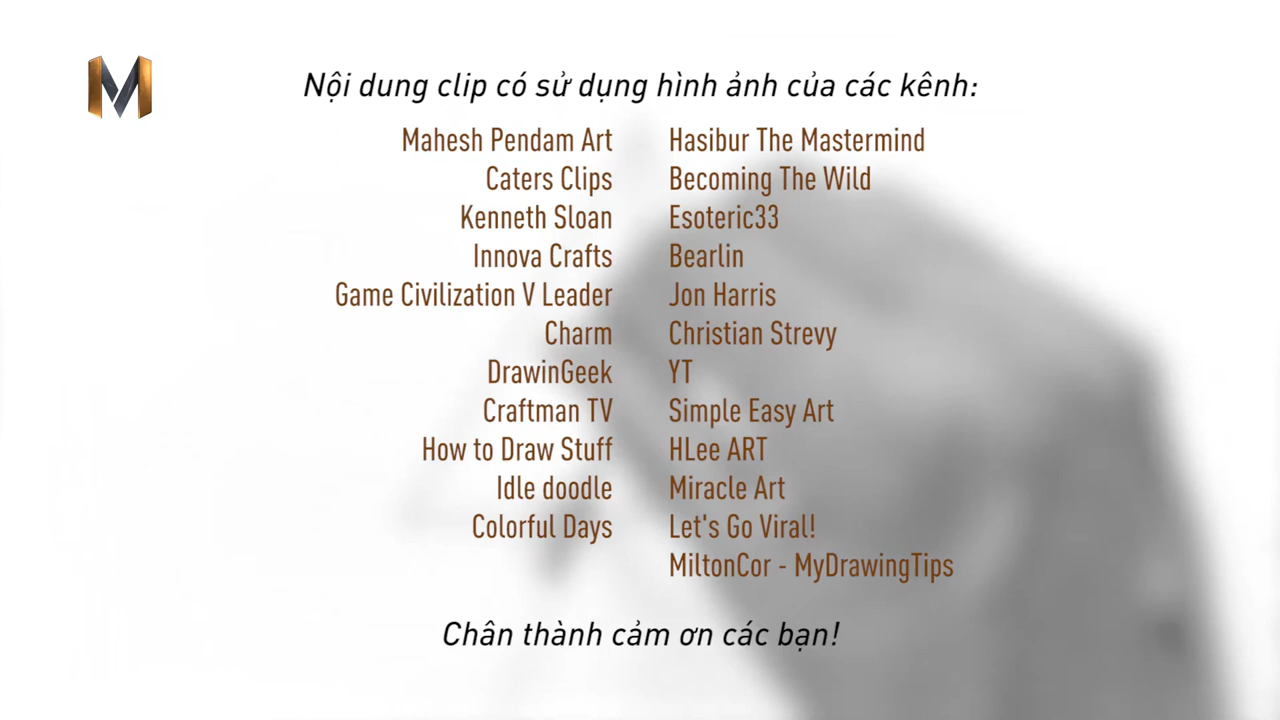 M
Nội dung clip có sử dụng hình ảnh của các kênh:
Mahesh Pendam Art
Caters Clips
Kenneth Sloan
Innova Crafts
Game Civilization V Leader
Charm
DrawinGeek
Craftman TV
How to Draw Stuff
Idle doodle
Colorful Days
Hasibur The Mastermind
Becoming The Wild
Esoteric33
Bearlin
Jon Harris
Christian Strevy
YT
Simple Easy Art
HLee ART
Miracle Art
Let's Go Viral!
MiltonCor - MyDrawingTips
Chân thành cảm ơn các bạn!